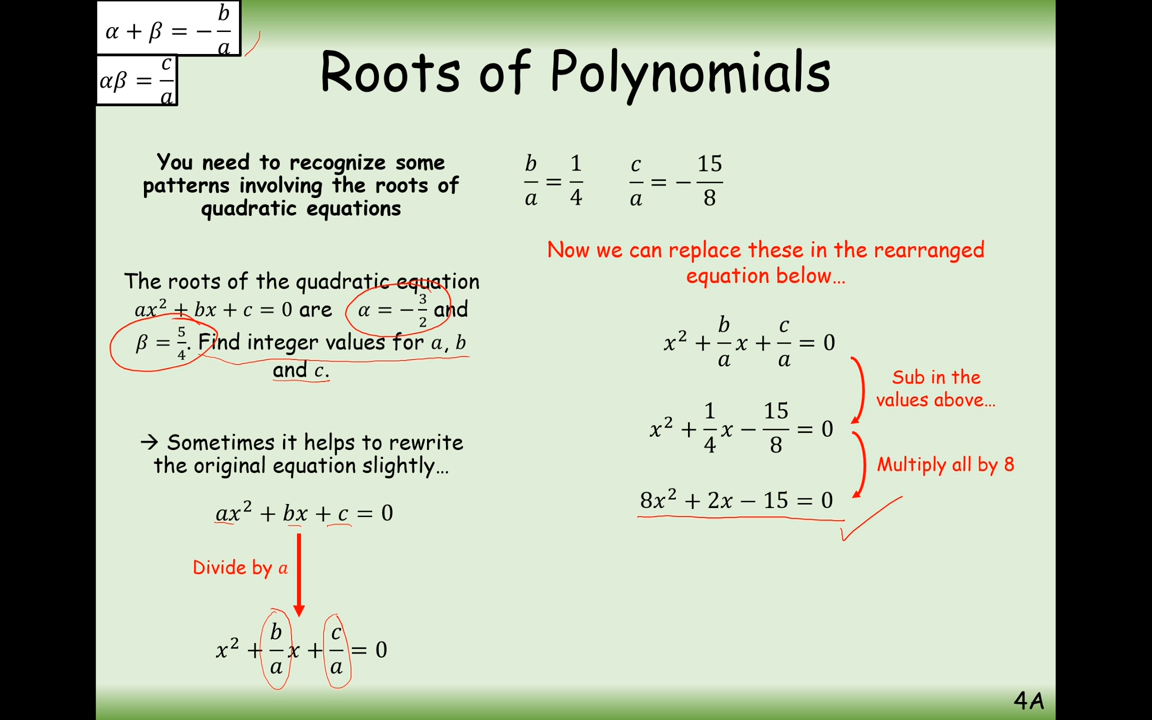 α + β = −b/a
αβ = c/a
Roots of Polynomials
You need to recognize some
patterns involving the roots of
quadratic equations
The roots of the quadratic equation
ax² + bx + c = 0 are α = −3/2 and
β = 5/4. Find integer values for a, b
and c.
→ Sometimes it helps to rewrite
the original equation slightly…
ax² + bx + c = 0
Divide by a
x² + b/a x + c/a = 0
b/a = 1/4 c/a = −15/8
Now we can replace these in the rearranged
equation below…
x² + b/a x + c/a = 0
Sub in the
values above…
x² + 1/4 x − 15/8 = 0
Multiply all by 8
8x² + 2x − 15 = 0
4A